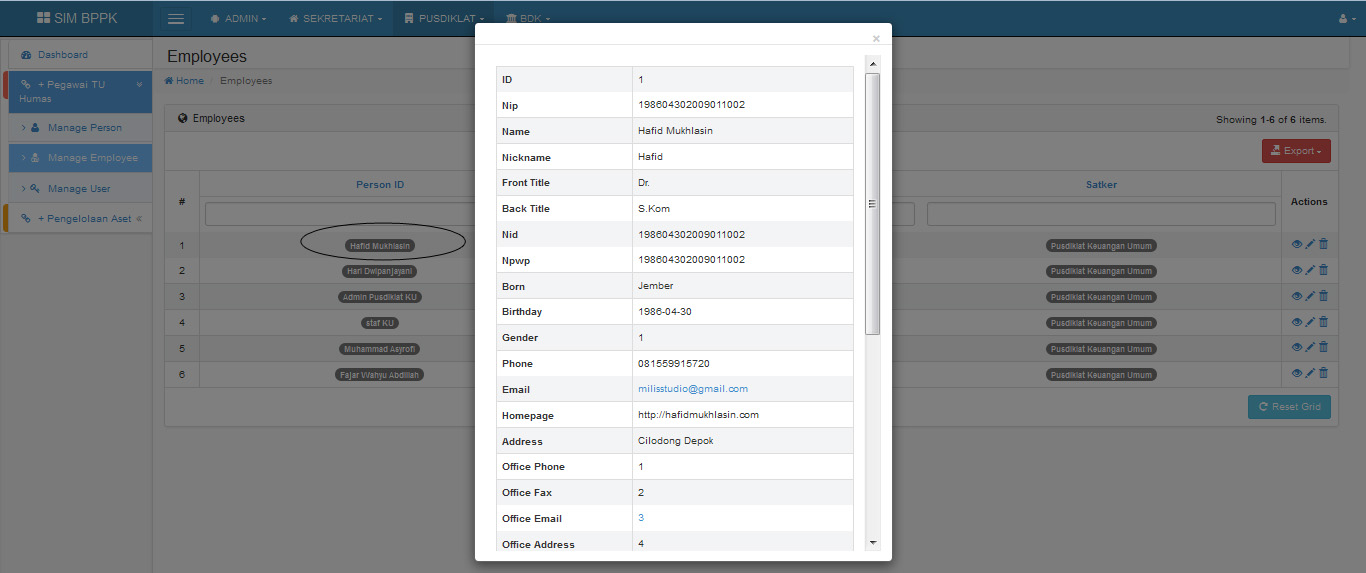 SIM BPPK
ADMIN
SEKRETARIAT
PUSDIKLAT
BDK
Dashboard
+ Pegawai TU Humas
Manage Person
Manage Employee
Manage User
+ Pengelolaan Aset
Employees
Home / Employees
Employees
Showing 1-6 of 6 items.
Export
# Person ID Satker Actions
1 Hafid Mukhlasin Pusdiklat Keuangan Umum
2 Hari Dwipanjayani Pusdiklat Keuangan Umum
3 Admin Pusdiklat KU Pusdiklat Keuangan Umum
4 staf KU Pusdiklat Keuangan Umum
5 Muhammad Asyrofi Pusdiklat Keuangan Umum
6 Fajar Wahyu Abdillah Pusdiklat Keuangan Umum
Reset Grid
×
ID 1
Nip 198604302009011002
Name Hafid Mukhlasin
Nickname Hafid
Front Title Dr.
Back Title S.Kom
Nid 198604302009011002
Npwp 198604302009011002
Born Jember
Birthday 1986-04-30
Gender 1
Phone 081559915720
Email milisstudio@gmail.com
Homepage http://hafidmukhlasin.com
Address Cilodong Depok
Office Phone 1
Office Fax 2
Office Email 3
Office Address 4